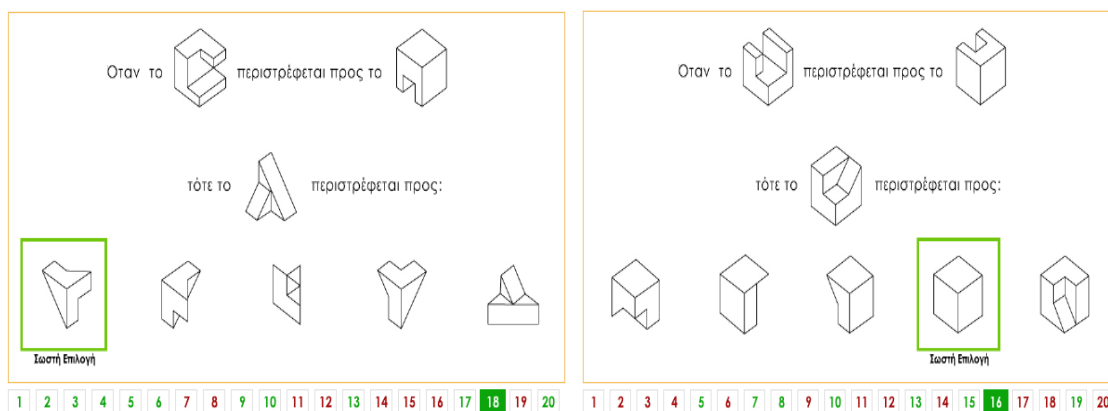 Οταν το περιστρέφεται προς το
τότε το περιστρέφεται προς:
Σωστή Επιλογή
1 2 3 4 5 6 7 8 9 10 11 12 13 14 15 16 17 18 19 20
Οταν το περιστρέφεται προς το
τότε το περιστρέφεται προς:
Σωστή Επιλογή
1 2 3 4 5 6 7 8 9 10 11 12 13 14 15 16 17 18 19 20